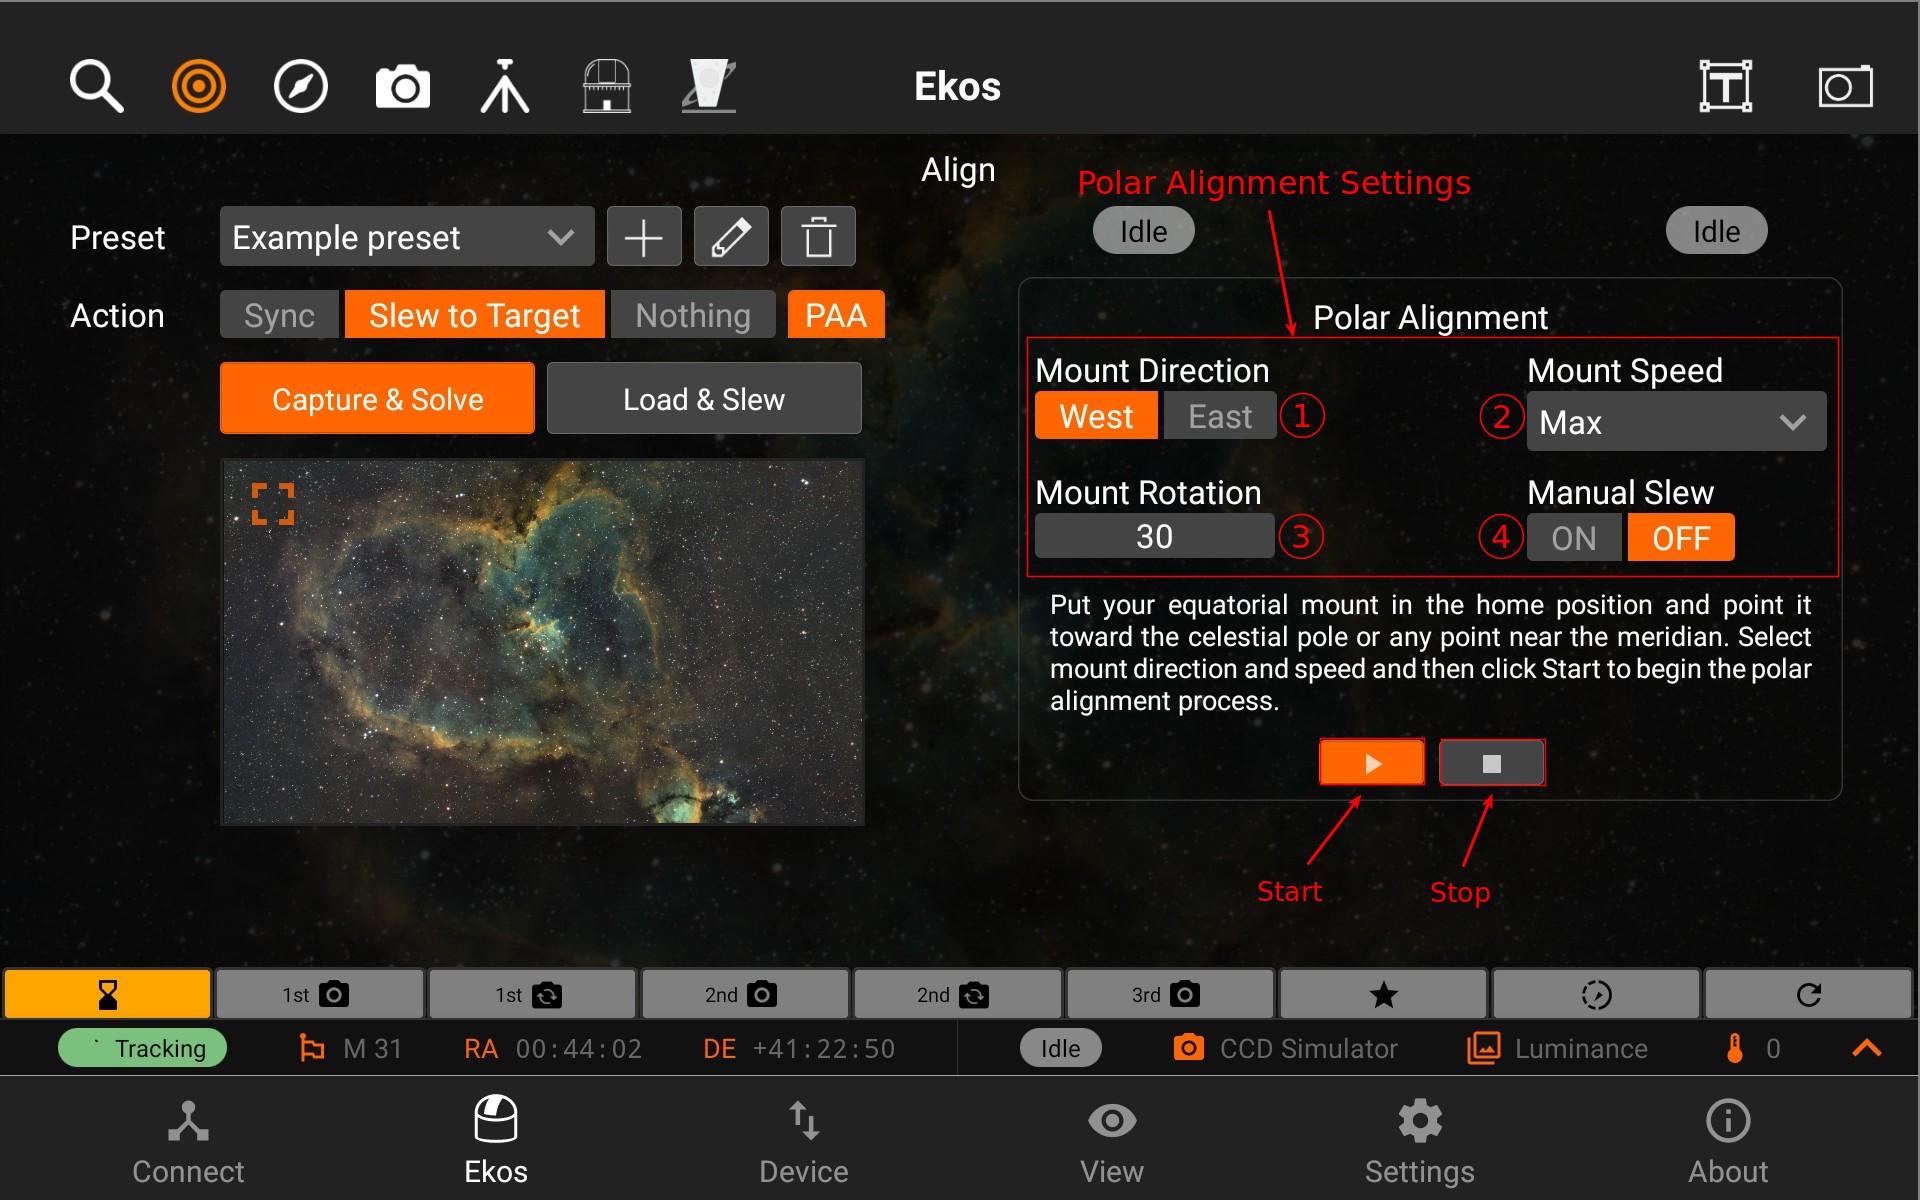 Ekos
T
Align
Polar Alignment Settings
Preset
Example preset
Idle
Idle
Action
Sync
Slew to Target
Nothing
PAA
Capture & Solve
Load & Slew
Polar Alignment
Mount Direction
Mount Speed
West
East
1
2
Max
Mount Rotation
Manual Slew
30
3
4
ON
OFF
Put your equatorial mount in the home position and point it
toward the celestial pole or any point near the meridian. Select
mount direction and speed and then click Start to begin the polar
alignment process.
Start
Stop
1st
1st
2nd
2nd
3rd
Tracking
M 31
RA 00:44:02
DE +41:22:50
Idle
CCD Simulator
Luminance
0
Connect
Ekos
Device
View
Settings
About